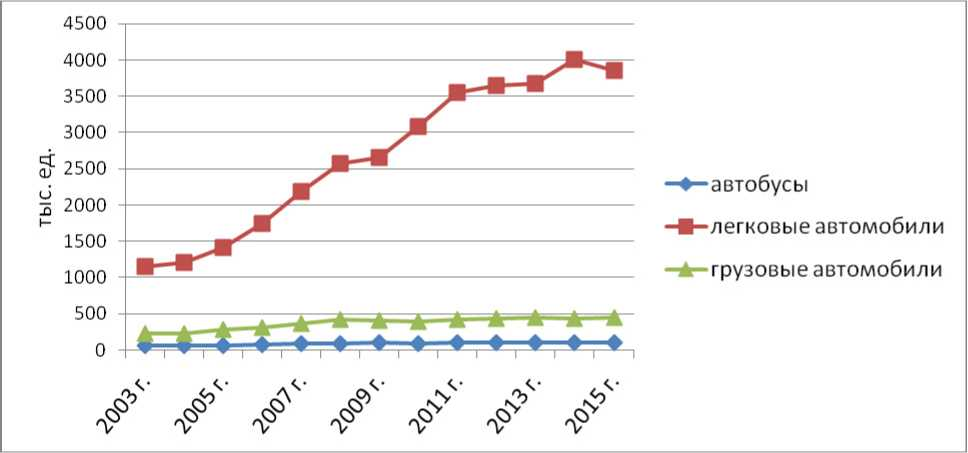 4500
4000
3500
3000
2500
2000
1500
1000
500
0
тыс. ед.
2003 г.
2005 г.
2007 г.
2009 г.
2011 г.
2013 г.
2015 г.
автобусы
легковые автомобили
грузовые автомобили